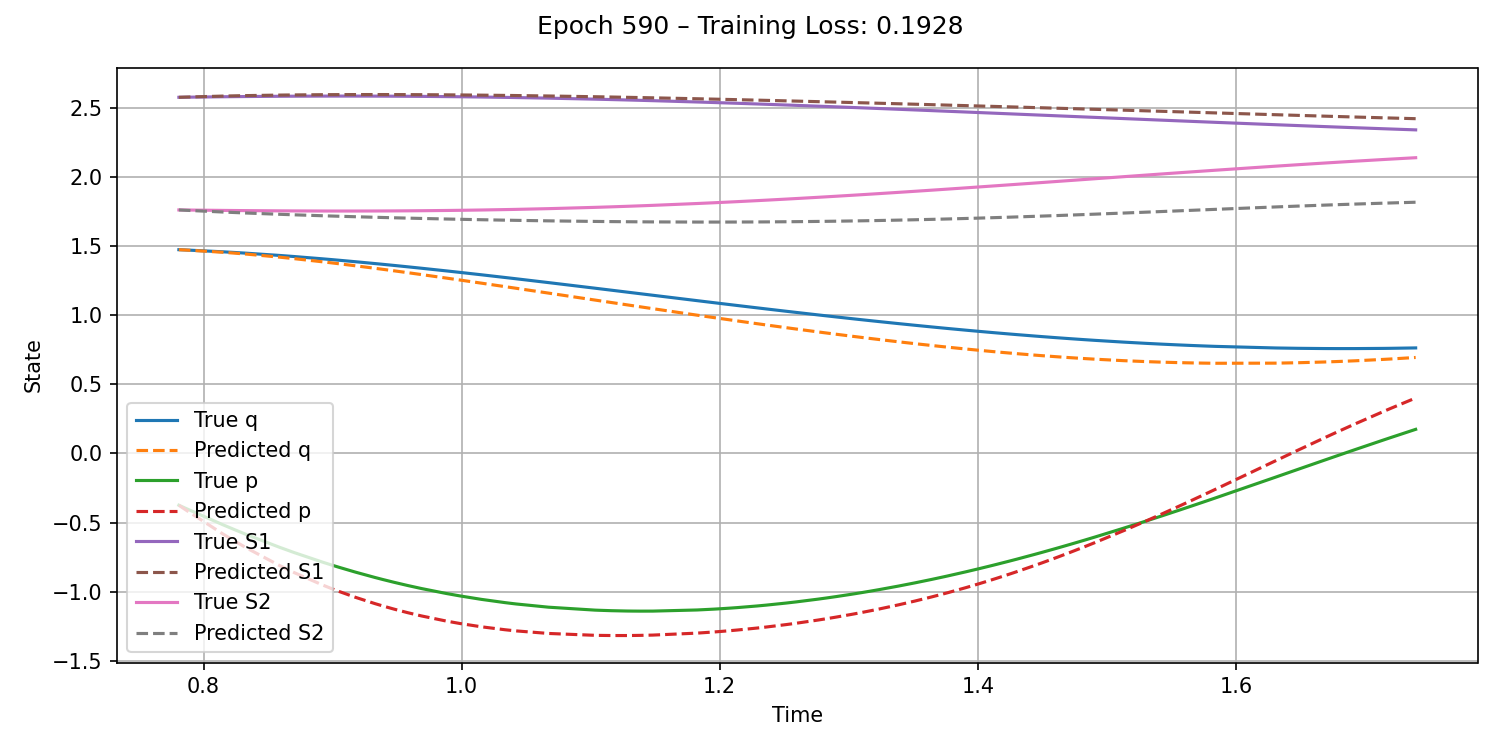 Epoch 590 – Training Loss: 0.1928
2.5
2.0
1.5
1.0
0.5
0.0
−0.5
−1.0
−1.5
State
True q
Predicted q
True p
Predicted p
True S1
Predicted S1
True S2
Predicted S2
0.8
1.0
1.2
1.4
1.6
Time